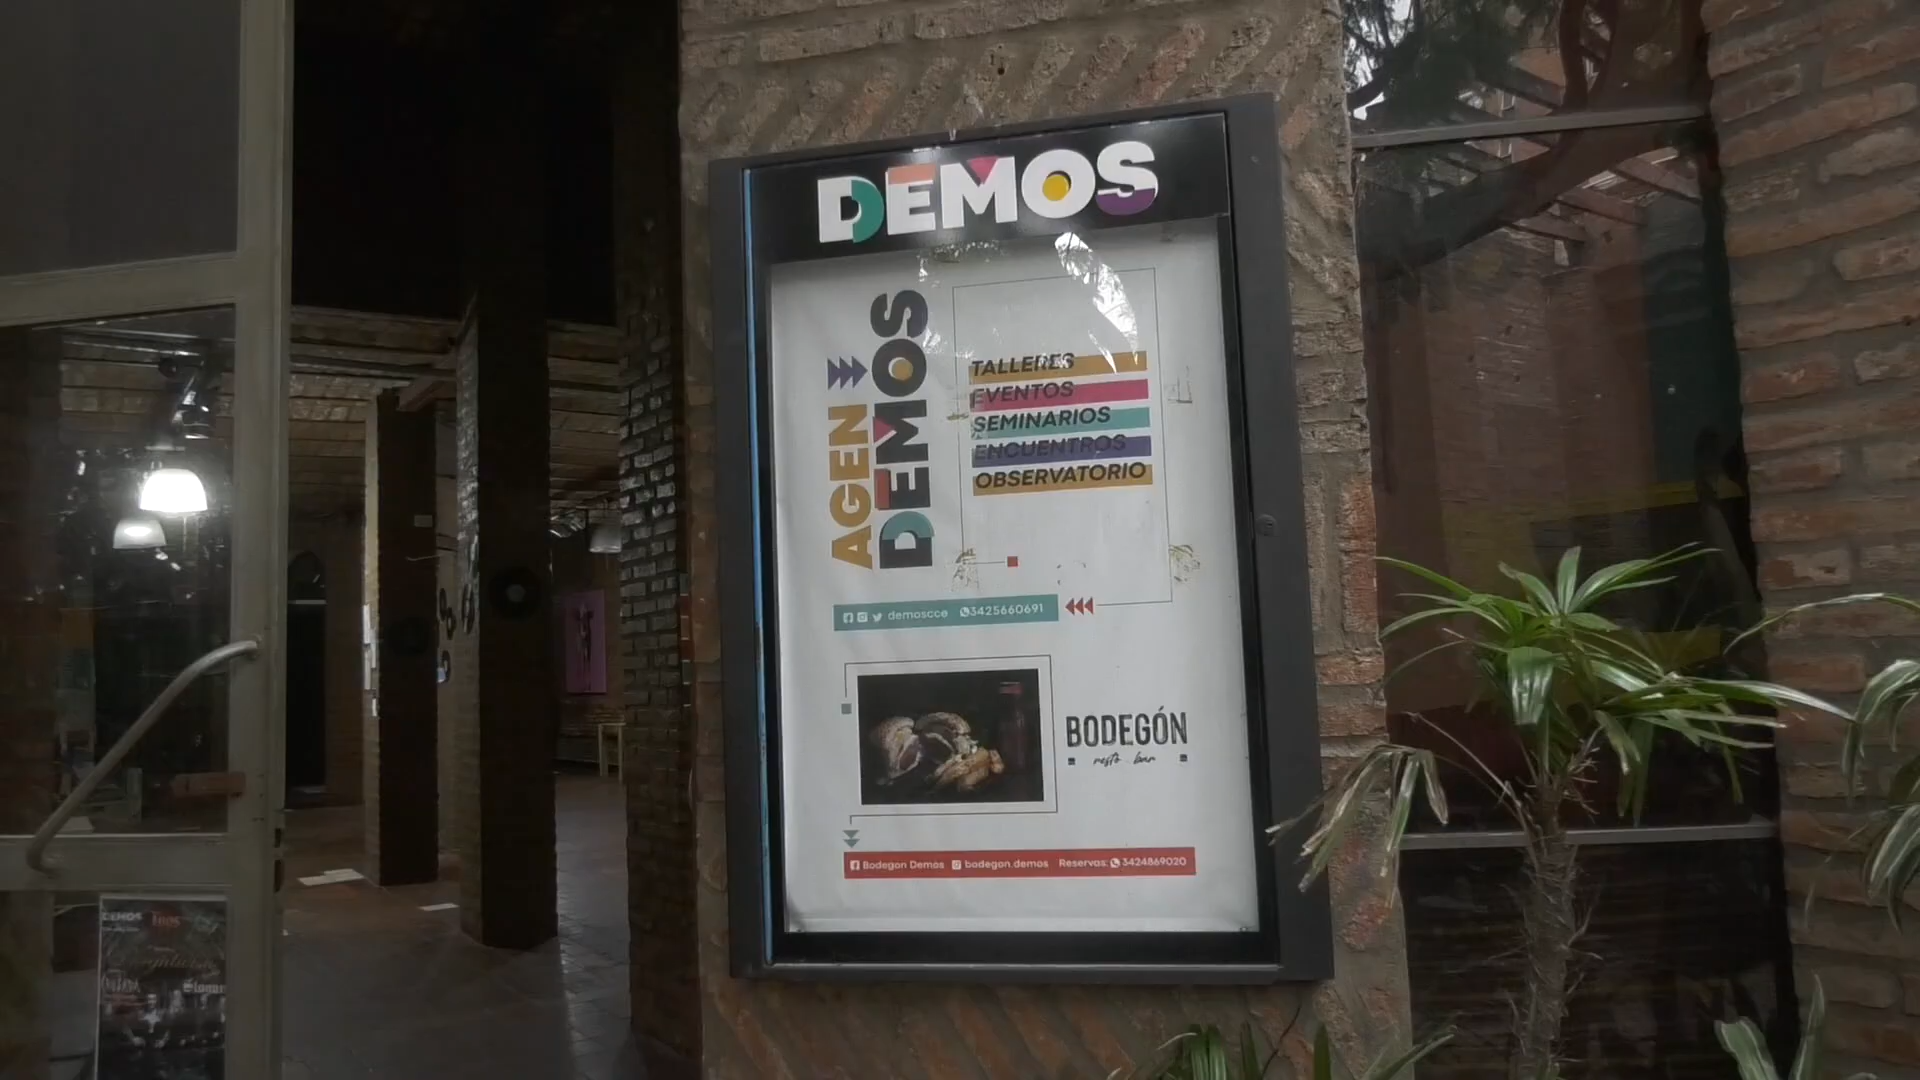 DEMOS
AGEN
DEMOS
TALLERES
EVENTOS
SEMINARIOS
ENCUENTROS
OBSERVATORIO
demoscce 3425660691
BODEGÓN
resto bar
Bodegon Demos bodegon.demos Reservas: 3424869020
DEMOS